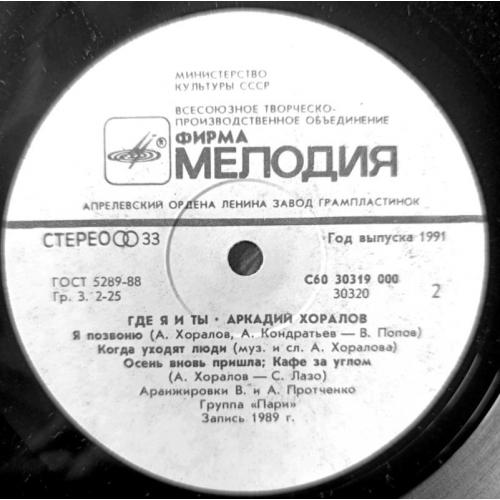 МИНИСТЕРСТВО
КУЛЬТУРЫ СССР
ВСЕСОЮЗНОЕ ТВОРЧЕСКО-
ПРОИЗВОДСТВЕННОЕ ОБЪЕДИНЕНИЕ
ФИРМА
® МЕЛОДИЯ
АПРЕЛЕВСКИЙ ОРДЕНА ЛЕНИНА ЗАВОД ГРАМПЛАСТИНОК
СТЕРЕО 33 Год выпуска 1991
ГОСТ 5289-88 С60 30319 000
Гр. 3. 2-25 30320 2
ГДЕ Я И ТЫ · АРКАДИЙ ХОРАЛОВ
Я позвоню (А. Хоралов, А. Кондратьев — В. Попов)
Когда уходят люди (муз. и сл. А. Хоралова)
Осень вновь пришла; Кафе за углом
(А. Хоралов — С. Лазо)
Аранжировки В. и А. Протченко
Группа «Пари»
Запись 1989 г.